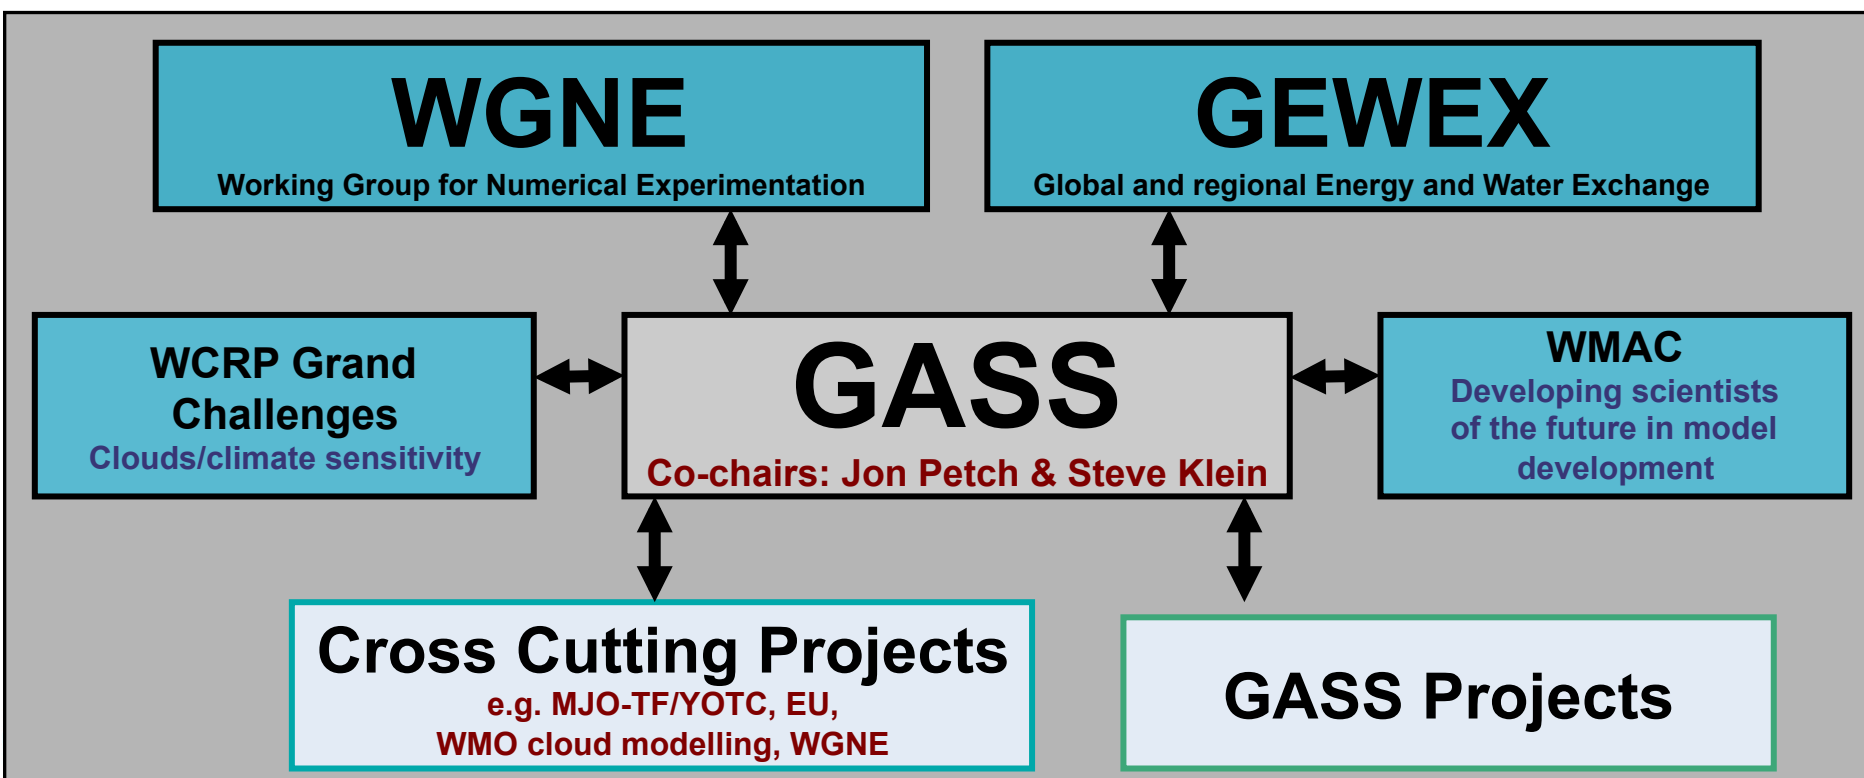 WGNE
Working Group for Numerical Experimentation
GEWEX
Global and regional Energy and Water Exchange
WCRP Grand
Challenges
Clouds/climate sensitivity
GASS
Co-chairs: Jon Petch & Steve Klein
WMAC
Developing scientists
of the future in model
development
Cross Cutting Projects
e.g. MJO-TF/YOTC, EU,
WMO cloud modelling, WGNE
GASS Projects